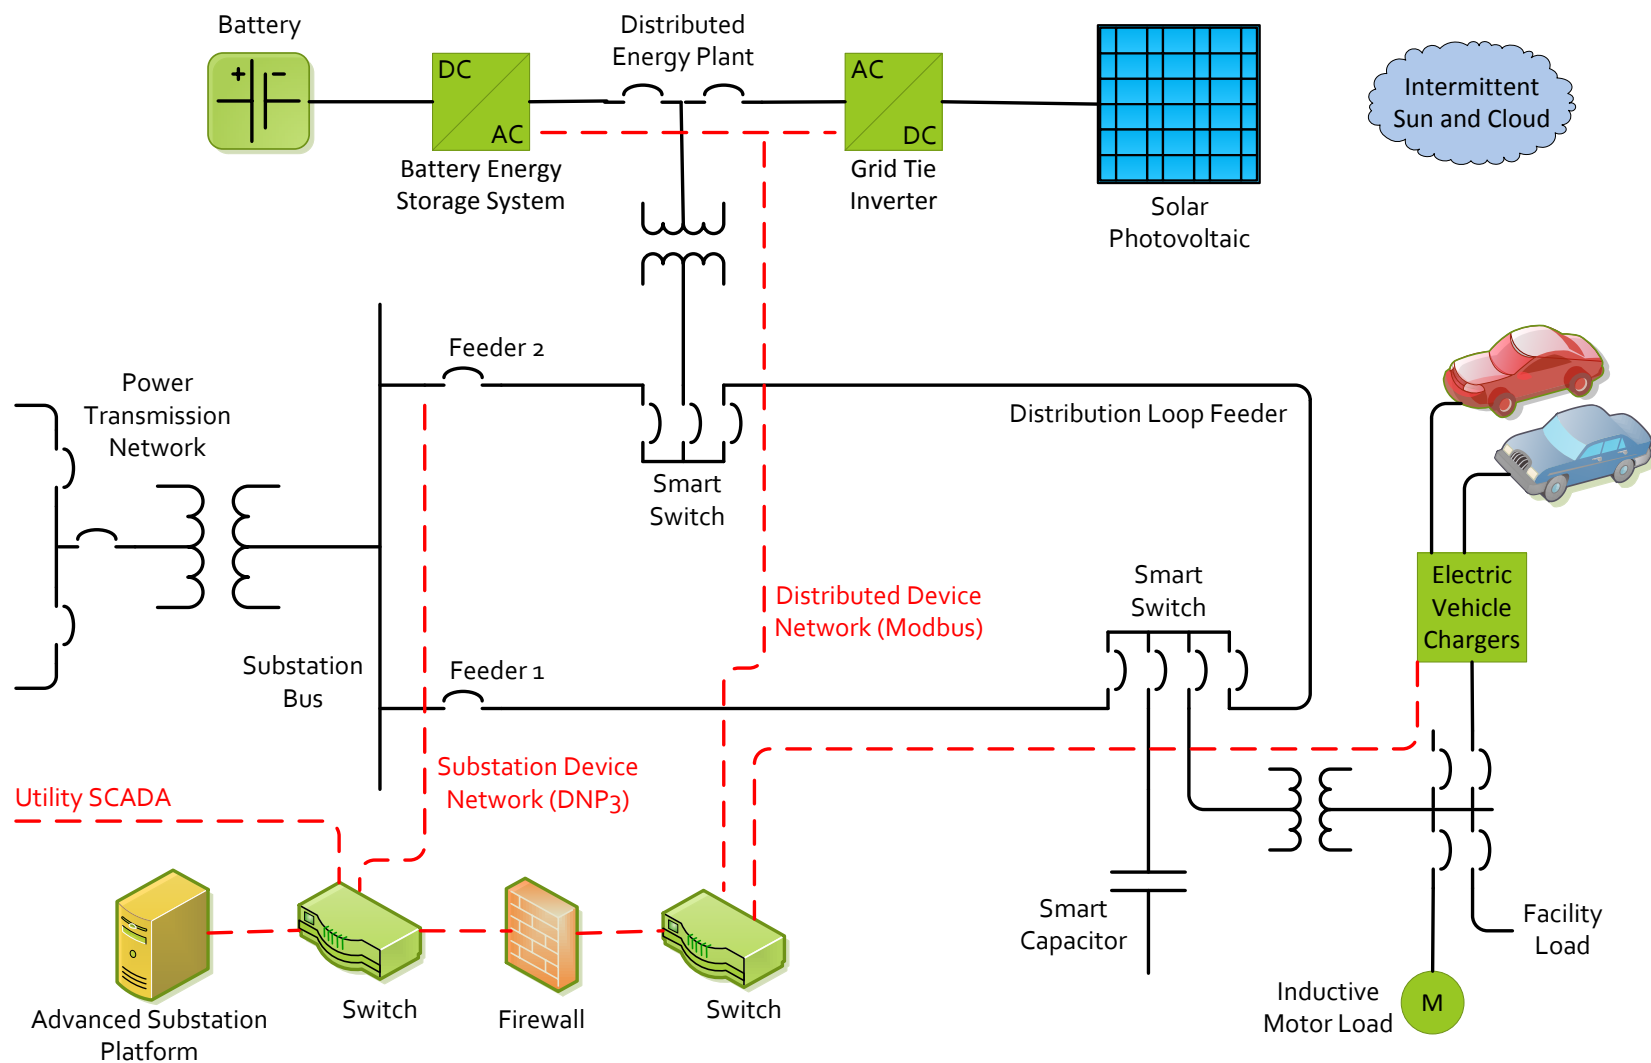 Battery
+ -
DC
AC
Battery Energy
Storage System
Distributed
Energy Plant
AC
DC
Grid Tie
Inverter
Solar
Photovoltaic
Intermittent
Sun and Cloud
Feeder 2
Power
Transmission
Network
Distribution Loop Feeder
Smart
Switch
Smart
Switch
Electric
Vehicle
Chargers
Distributed Device
Network (Modbus)
Substation
Bus
Feeder 1
Substation Device
Network (DNP3)
Utility SCADA
Smart
Capacitor
Facility
Load
Inductive
Motor Load
M
Advanced Substation
Platform
Switch
Firewall
Switch